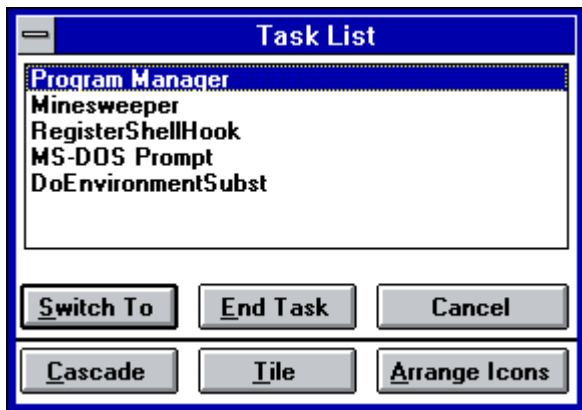 Task List
Program Manager
Minesweeper
RegisterShellHook
MS-DOS Prompt
DoEnvironmentSubst
Switch To End Task Cancel
Cascade Tile Arrange Icons